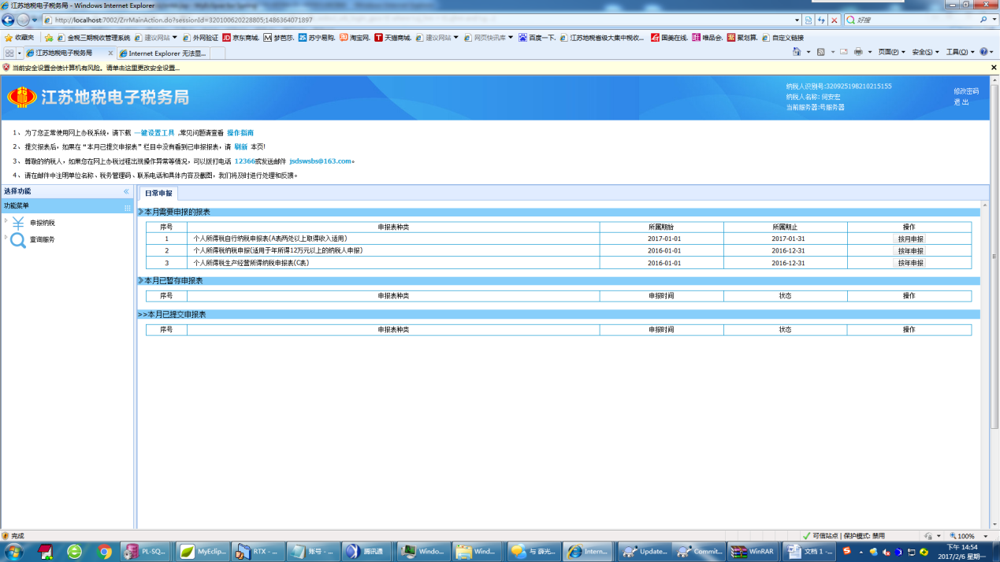 江苏地税电子税务局 - Windows Internet Explorer
http://localhost:7002/ZrrMainAction.do?sessionId=320100620228805;1486364071897
好搜
收藏夹 金税三期税收管理系统 建议网站 外网验证 京东商城. 梦芭莎. 苏宁易购. 淘宝网. 天猫商城. 建议网站 网页快讯库 百度一下. 江苏地税省级大集中税收... 国美在线. 唯品会. 聚划算. 自定义链接
江苏地税电子税务局 x Internet Explorer 无法显...
页面(P) 安全(S) 工具(O)
当前安全设置会使计算机有风险。请单击这里更改安全设置...
江苏地税电子税务局
纳税人识别号:320925198210215155
纳税人名称: 闫安宏
当前服务器:号服务器
修改密码
退 出
1、 为了您正常使用网上办税系统，请下载 一键设置工具 ,常见问题请查看 操作指南
2、 提交报表后，如果在“本月已提交申报表”栏目中没有看到已申报报表，请 刷新 本页!
3、 尊敬的纳税人，如果您在网上办税过程出现操作异常等情况，可以拨打电话 12366或发送邮件 jsdswsbs@163.com。
4、 请在邮件中注明单位名称、税务管理码、联系电话和具体内容及截图，我们将及时进行处理和反馈。
选择功能
功能菜单
申报纳税
查询服务
日常申报
》本月需要申报的报表
序号 申报表种类 所属期始 所属期止 操作
1 个人所得税自行纳税申报表(A表两处以上取得收入适用) 2017-01-01 2017-01-31 按月申报
2 个人所得税纳税申报(适用于年所得12万元以上的纳税人申报) 2016-01-01 2016-12-31 按年申报
3 个人所得税生产经营所得纳税申报表(C表) 2016-01-01 2016-12-31 按年申报
》本月已暂存申报表
序号 申报表种类 申报时间 状态 操作
>>本月已提交申报表
序号 申报表种类 申报时间 状态 操作
完成
可信站点 | 保护模式: 禁用
100%
PL-SQ... MyEclip... RTX - ... 账号 - ... 腾讯通 Windo... Wind... 与 薛光... Intern... Update... Commit... WinRAR 文档 1 -...
下午 14:54
2017/2/6 星期一